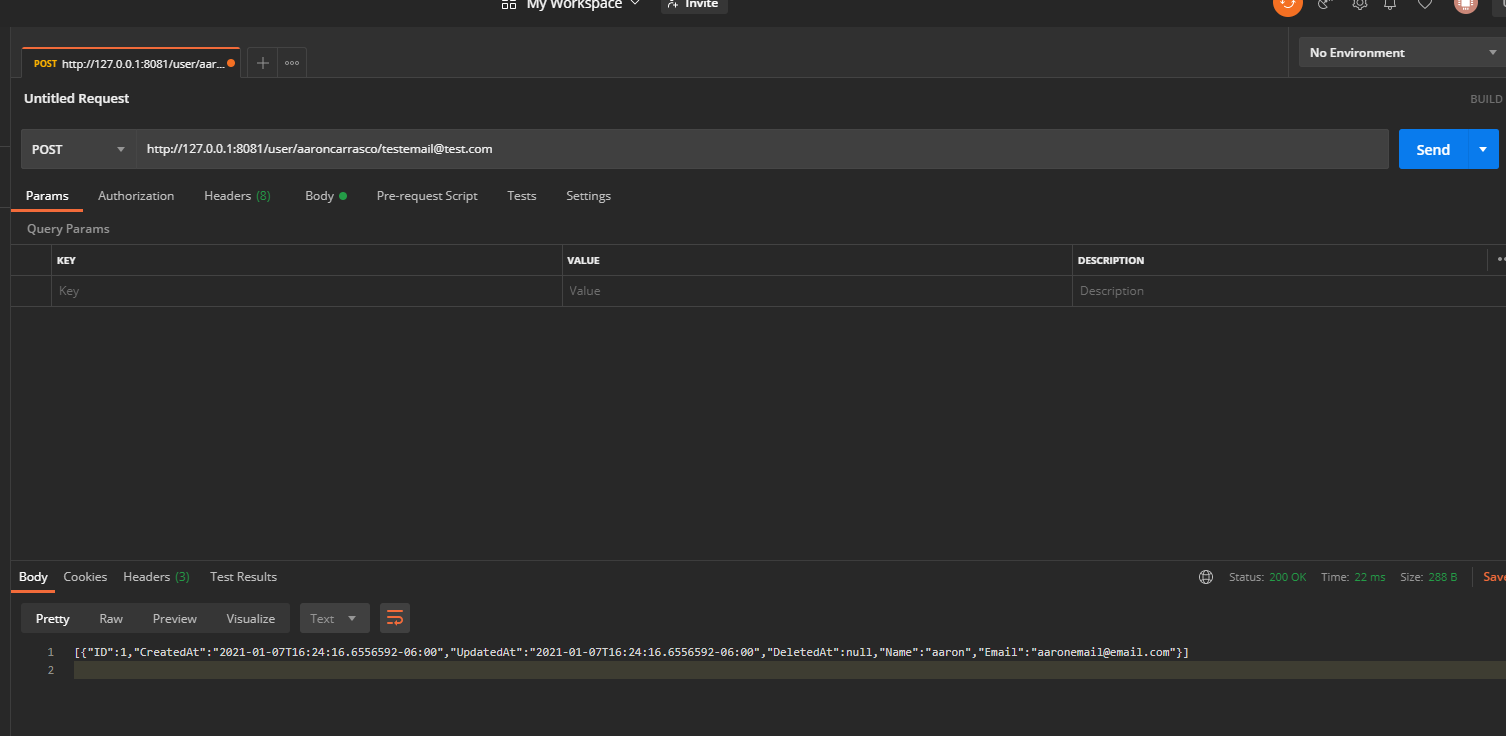 My Workspace
Invite
POST http://127.0.0.1:8081/user/aar...
No Environment
Untitled Request
BUILD
POST
http://127.0.0.1:8081/user/aaroncarrasco/testemail@test.com
Send
Params Authorization Headers (8) Body Pre-request Script Tests Settings
Query Params
KEY VALUE DESCRIPTION
Key Value Description
Body Cookies Headers (3) Test Results
Status: 200 OK Time: 22 ms Size: 288 B Save
Pretty Raw Preview Visualize Text
1 [{"ID":1,"CreatedAt":"2021-01-07T16:24:16.6556592-06:00","UpdatedAt":"2021-01-07T16:24:16.6556592-06:00","DeletedAt":null,"Name":"aaron","Email":"aaronemail@email.com"}]
2